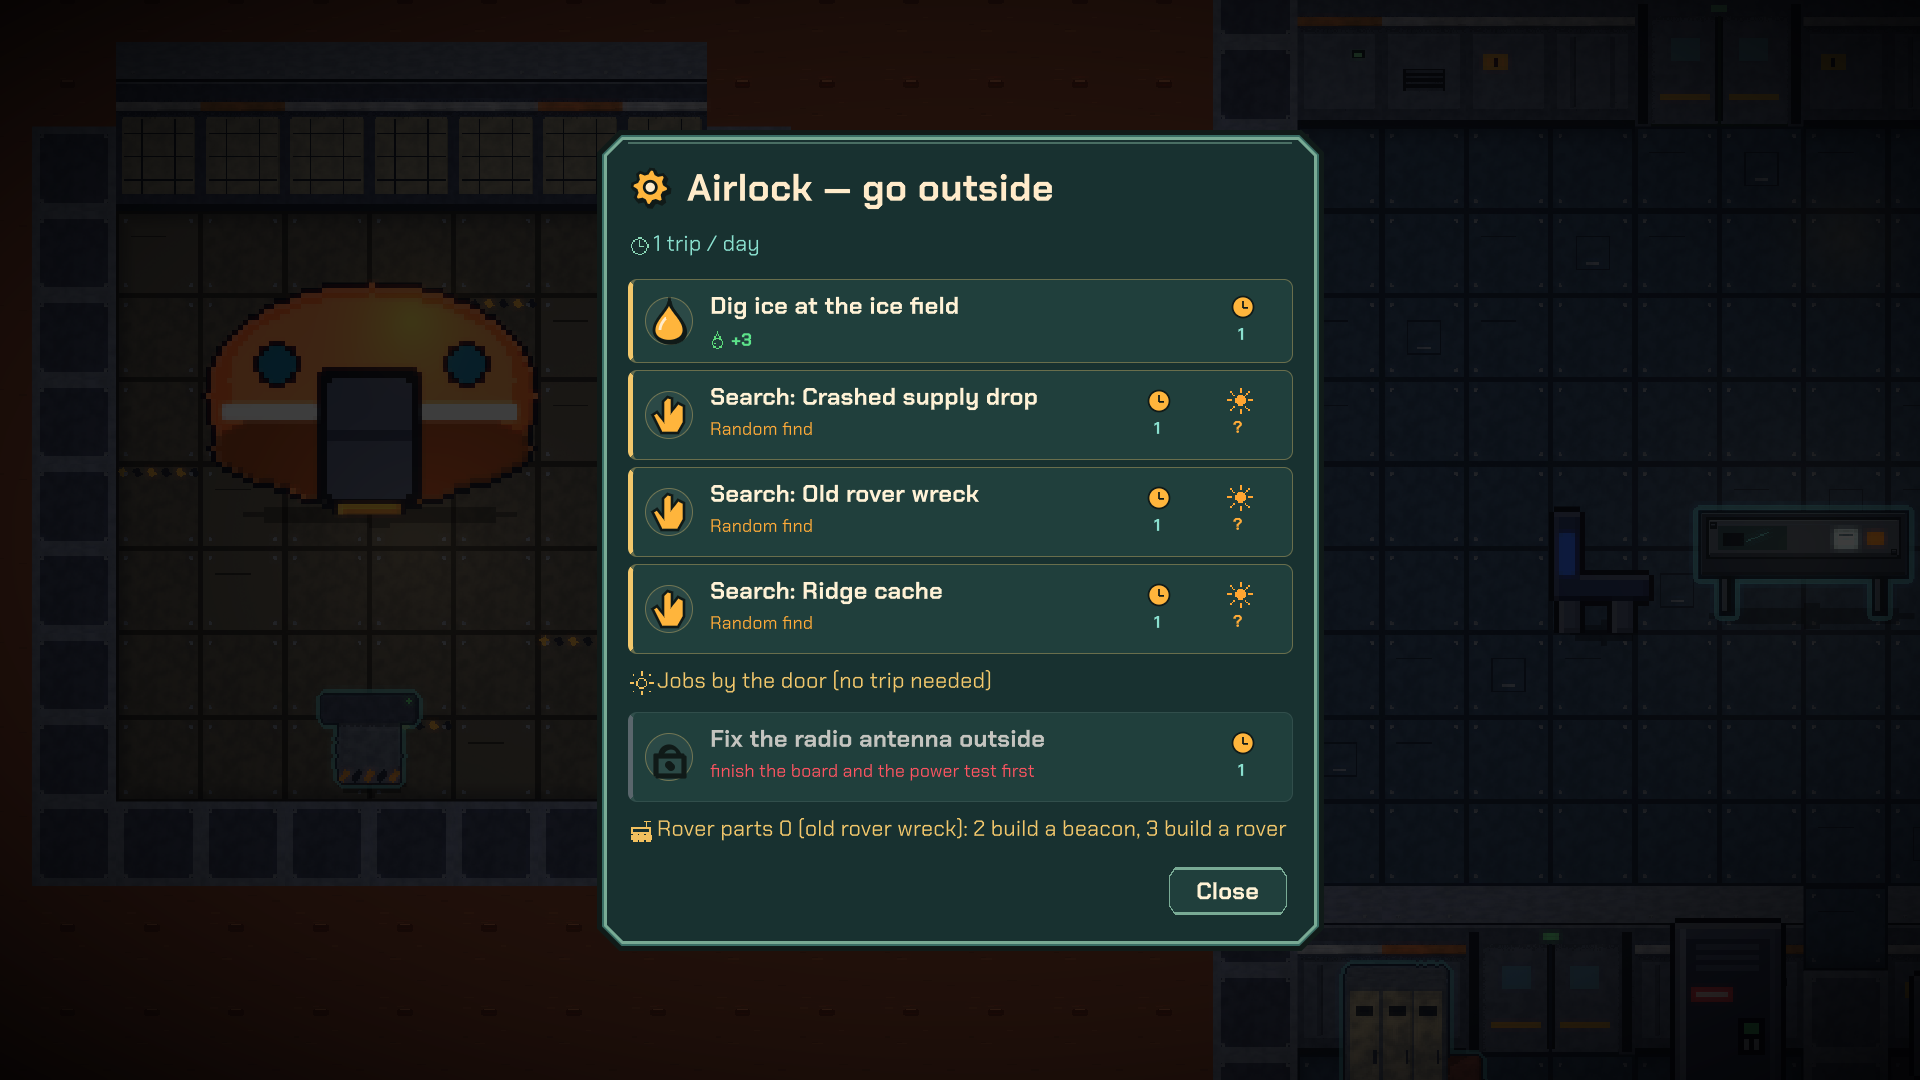 Airlock — go outside
1 trip / day
Dig ice at the ice field
+3
1
Search: Crashed supply drop
Random find
1
?
Search: Old rover wreck
Random find
1
?
Search: Ridge cache
Random find
1
?
Jobs by the door (no trip needed)
Fix the radio antenna outside
finish the board and the power test first
1
Rover parts 0 (old rover wreck): 2 build a beacon, 3 build a rover
Close